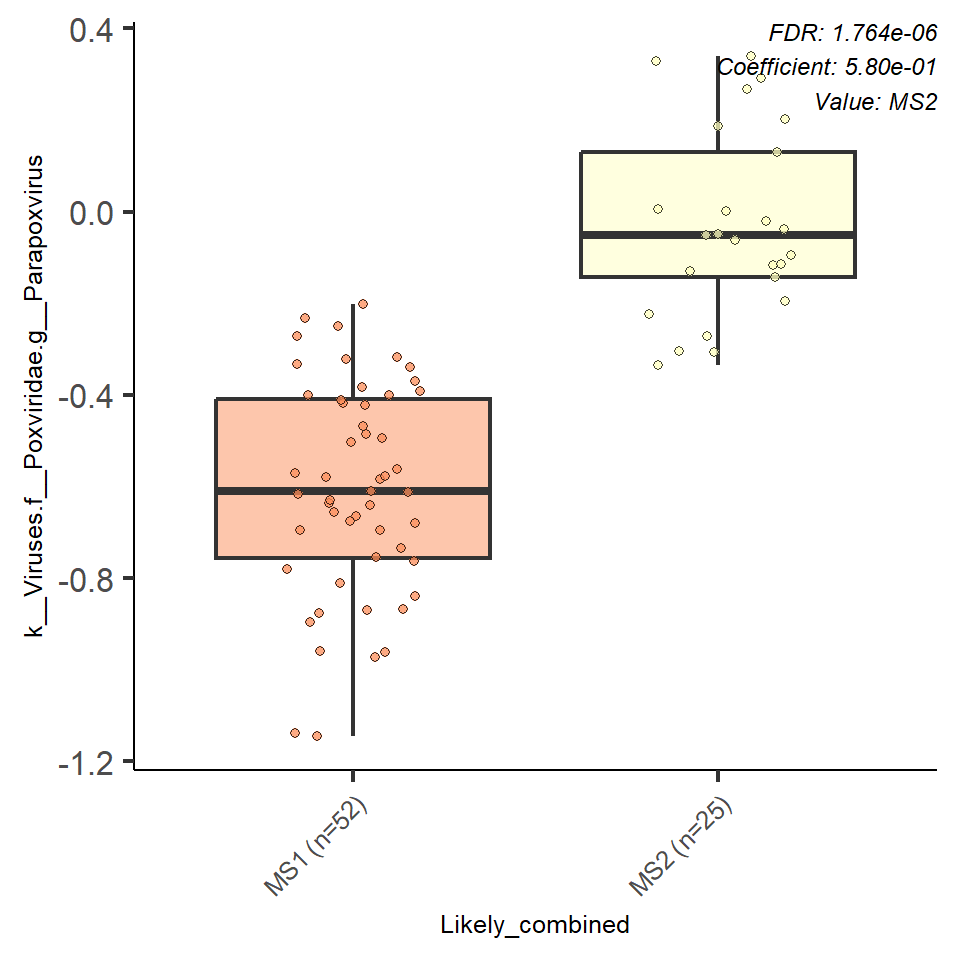 0.4
0.0
-0.4
-0.8
-1.2
k__Viruses.f__Poxviridae.g__Parapoxvirus
FDR: 1.764e-06
Coefficient: 5.80e-01
Value: MS2
MS1 (n=52)
MS2 (n=25)
Likely_combined